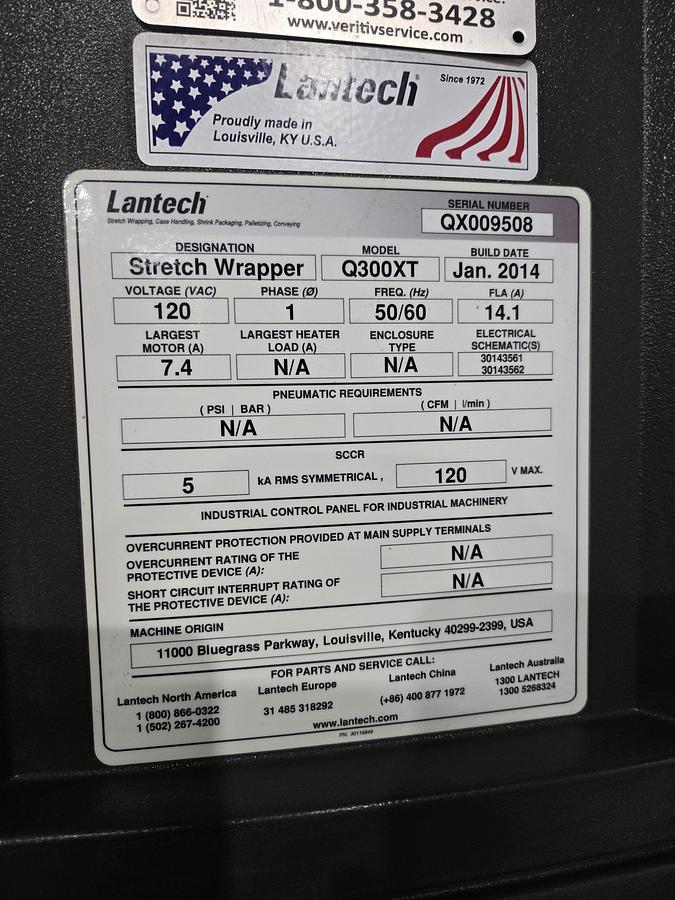 1-800-358-3428
www.veritivservice.com
Lantech
Since 1972
Proudly made in
Louisville, KY U.S.A.
Lantech
Stretch Wrapping, Case Handling, Shrink Packaging, Palletizing, Conveying
SERIAL NUMBER
QX009508
DESIGNATION MODEL BUILD DATE
Stretch Wrapper Q300XT Jan. 2014
VOLTAGE (VAC) PHASE (Ø) FREQ. (Hz) FLA (A)
120 1 50/60 14.1
LARGEST MOTOR (A) LARGEST HEATER LOAD (A) ENCLOSURE TYPE ELECTRICAL SCHEMATIC(S)
7.4 N/A N/A 30143561
30143562
PNEUMATIC REQUIREMENTS
( PSI | BAR ) ( CFM | l/min )
N/A N/A
SCCR
5 kA RMS SYMMETRICAL , 120 V MAX.
INDUSTRIAL CONTROL PANEL FOR INDUSTRIAL MACHINERY
OVERCURRENT PROTECTION PROVIDED AT MAIN SUPPLY TERMINALS
OVERCURRENT RATING OF THE
PROTECTIVE DEVICE (A): N/A
SHORT CIRCUIT INTERRUPT RATING OF
THE PROTECTIVE DEVICE (A): N/A
MACHINE ORIGIN
11000 Bluegrass Parkway, Louisville, Kentucky 40299-2399, USA
FOR PARTS AND SERVICE CALL:
Lantech North America Lantech Europe Lantech China Lantech Australia
1 (800) 866-0322 31 485 318292 (+86) 400 877 1972 1300 LANTECH
1 (502) 267-4200 1300 5268324
www.lantech.com
PN: 30116848